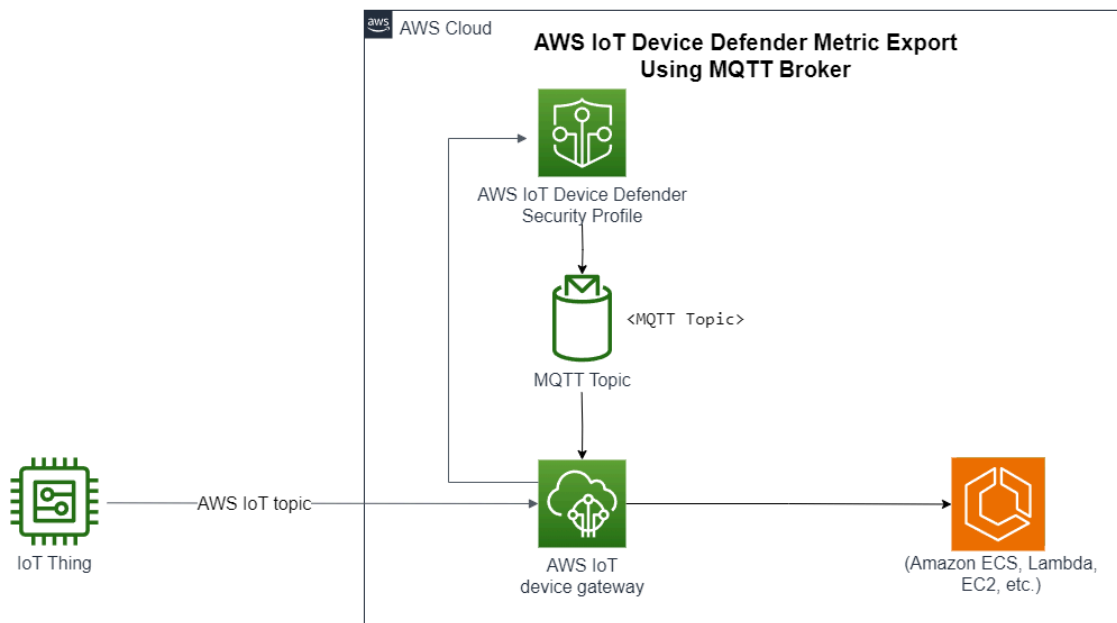 aws
AWS Cloud
AWS IoT Device Defender Metric Export
Using MQTT Broker
AWS IoT Device Defender
Security Profile
<MQTT Topic>
MQTT Topic
AWS IoT topic
IoT Thing
AWS IoT
device gateway
(Amazon ECS, Lambda,
EC2, etc.)